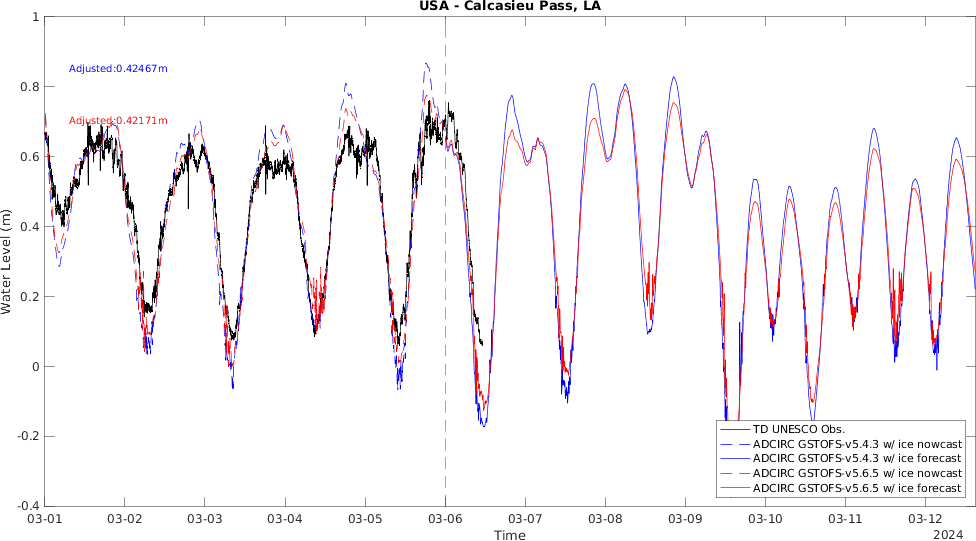 USA - Calcasieu Pass, LA
1
0.8
0.6
0.4
0.2
0
-0.2
-0.4
Water Level (m)
Adjusted:0.42467m
Adjusted:0.42171m
TD UNESCO Obs.
ADCIRC GSTOFS-v5.4.3 w/ ice nowcast
ADCIRC GSTOFS-v5.4.3 w/ ice forecast
ADCIRC GSTOFS-v5.6.5 w/ ice nowcast
ADCIRC GSTOFS-v5.6.5 w/ ice forecast
03-01 03-02 03-03 03-04 03-05 03-06 03-07 03-08 03-09 03-10 03-11 03-12
Time
2024